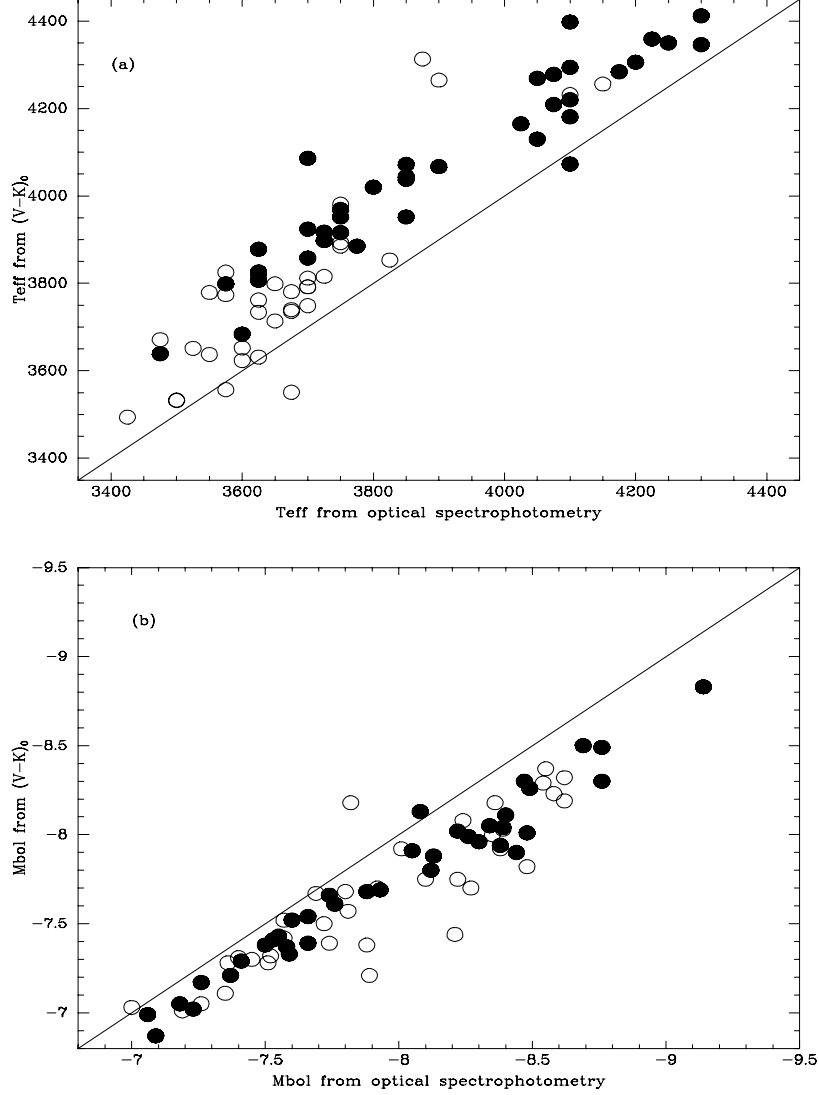 4400
(a)
4200
4000
3800
3600
3400
Teff from (V−K)₀
3400 3600 3800 4000 4200 4400
Teff from optical spectrophotometry
−9.5
(b)
−9
−8.5
−8
−7.5
−7
Mbol from (V−K)₀
−7 −7.5 −8 −8.5 −9 −9.5
Mbol from optical spectrophotometry